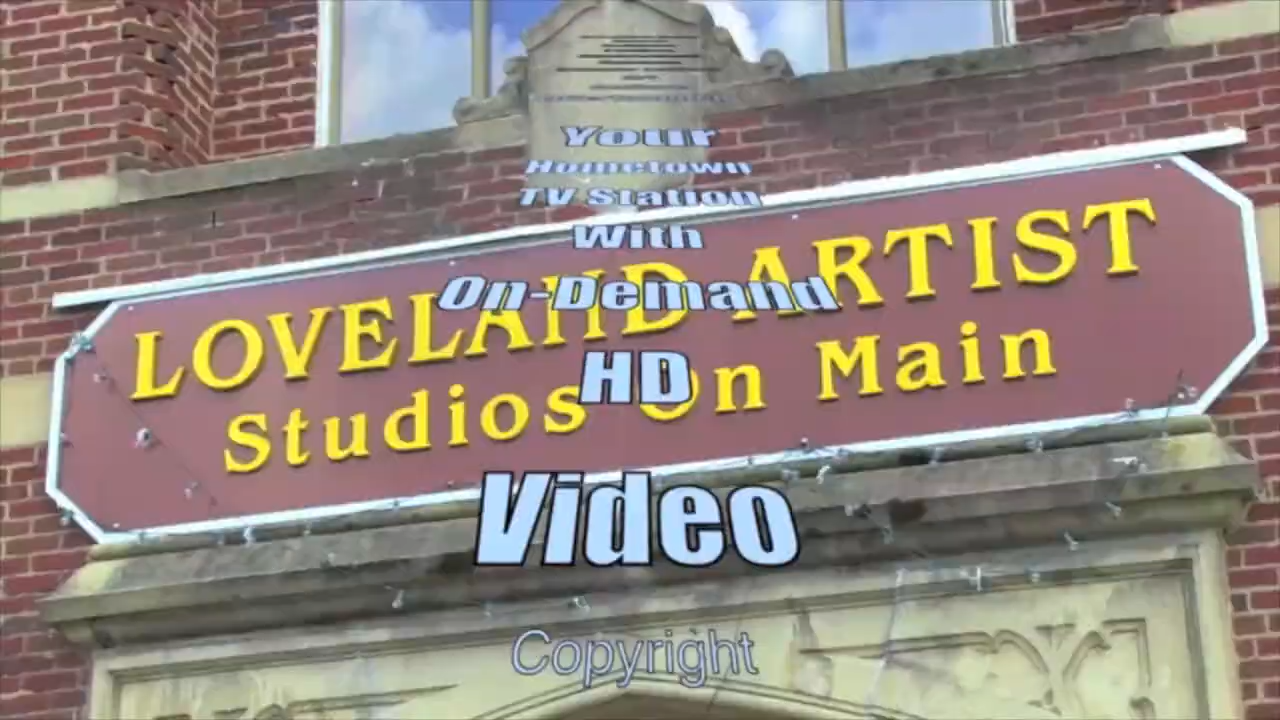 Your
Hometown
TV Station
With
On-Demand
HD
Video
Copyright
LOVELAND ARTIST
Studios On Main